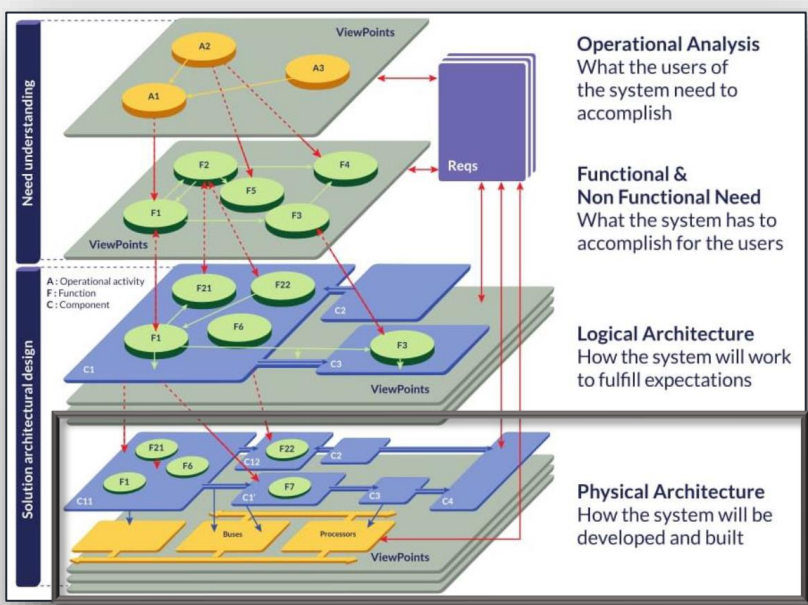 Need understanding
ViewPoints
A2
A3
A1
Reqs
F2
F4
F5
F1
F3
ViewPoints
Operational Analysis
What the users of
the system need to
accomplish
Functional &
Non Functional Need
What the system has to
accomplish for the users
Solution architectural design
A : Operational activity
F : Function
C : Component
F21
F22
C2
F6
F1
F3
C1
C3
ViewPoints
Logical Architecture
How the system will work
to fulfill expectations
F21
F22
C2
F6
C12
F1
F7
C11
C1'
C3
C4
Buses
Processors
ViewPoints
Physical Architecture
How the system will be
developed and built